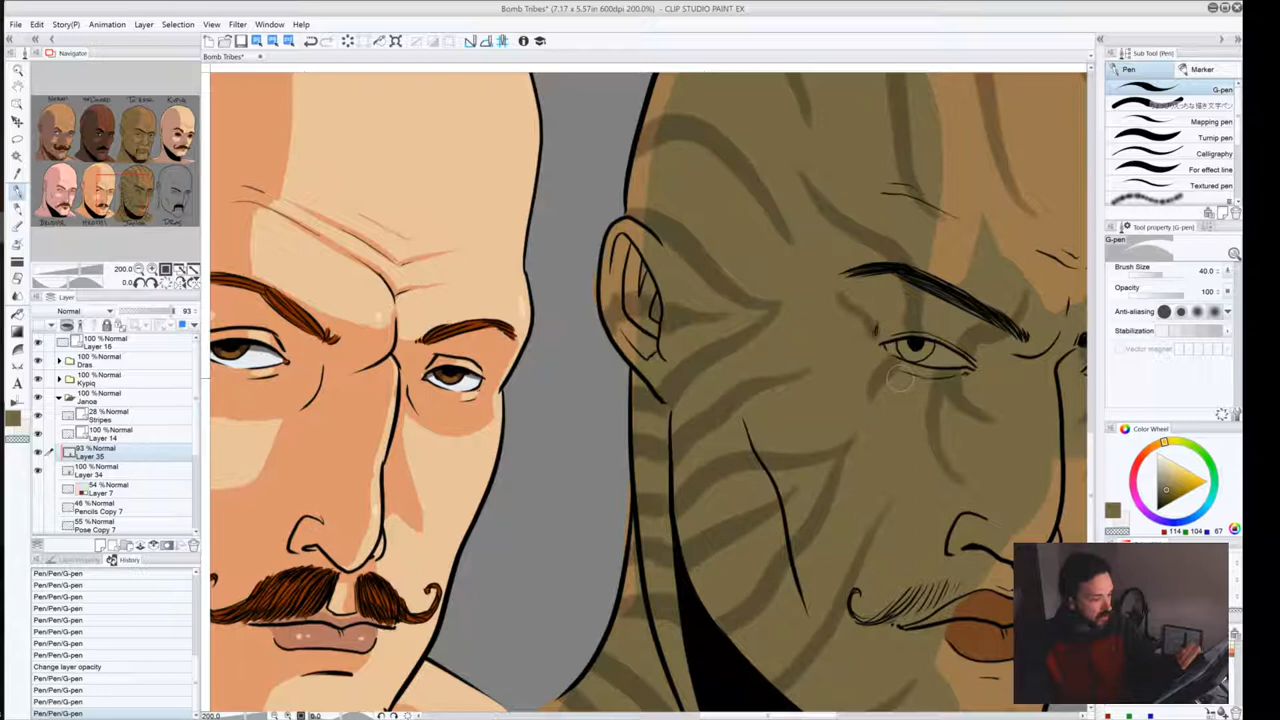 Bomb Tribes* (7.17 x 5.57in 600dpi 200.0%) - CLIP STUDIO PAINT EX
File Edit Story(P) Animation Layer Selection View Filter Window Help
Navigator
Bomb Tribes*
Sub Tool (Pen)
Pen
Marker
G-pen
Mapping pen
Turnip pen
Calligraphy
For effect line
Textured pen
Tool property (G-pen)
G-pen
Brush Size 40.0
Opacity 100
Anti-aliasing
Stabilization
Vector magnet
200.0
0.0
Layer
Normal 93
100 %Normal
Layer 16
100 %Normal
Dras
100 %Normal
Kypiq
100 %Normal
Janoa
28 %Normal
Stripes
100 %Normal
Layer 14
93 %Normal
Layer 35
100 %Normal
Layer 34
54 %Normal
Layer 7
46 %Normal
Pencils Copy 7
55 %Normal
Pose Copy 7
History
Pen/Pen/G-pen
Pen/Pen/G-pen
Pen/Pen/G-pen
Pen/Pen/G-pen
Pen/Pen/G-pen
Pen/Pen/G-pen
Pen/Pen/G-pen
Pen/Pen/G-pen
Change layer opacity
Pen/Pen/G-pen
Pen/Pen/G-pen
Pen/Pen/G-pen
Pen/Pen/G-pen
Color Wheel
114 104 67
200.0
0.0